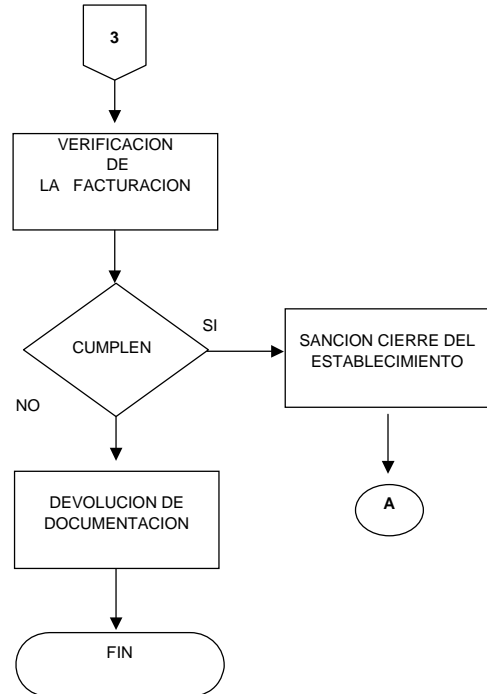 3
VERIFICACION
DE
LA FACTURACION
SI
CUMPLEN
SANCION CIERRE DEL
ESTABLECIMIENTO
NO
A
DEVOLUCION DE
DOCUMENTACION
FIN